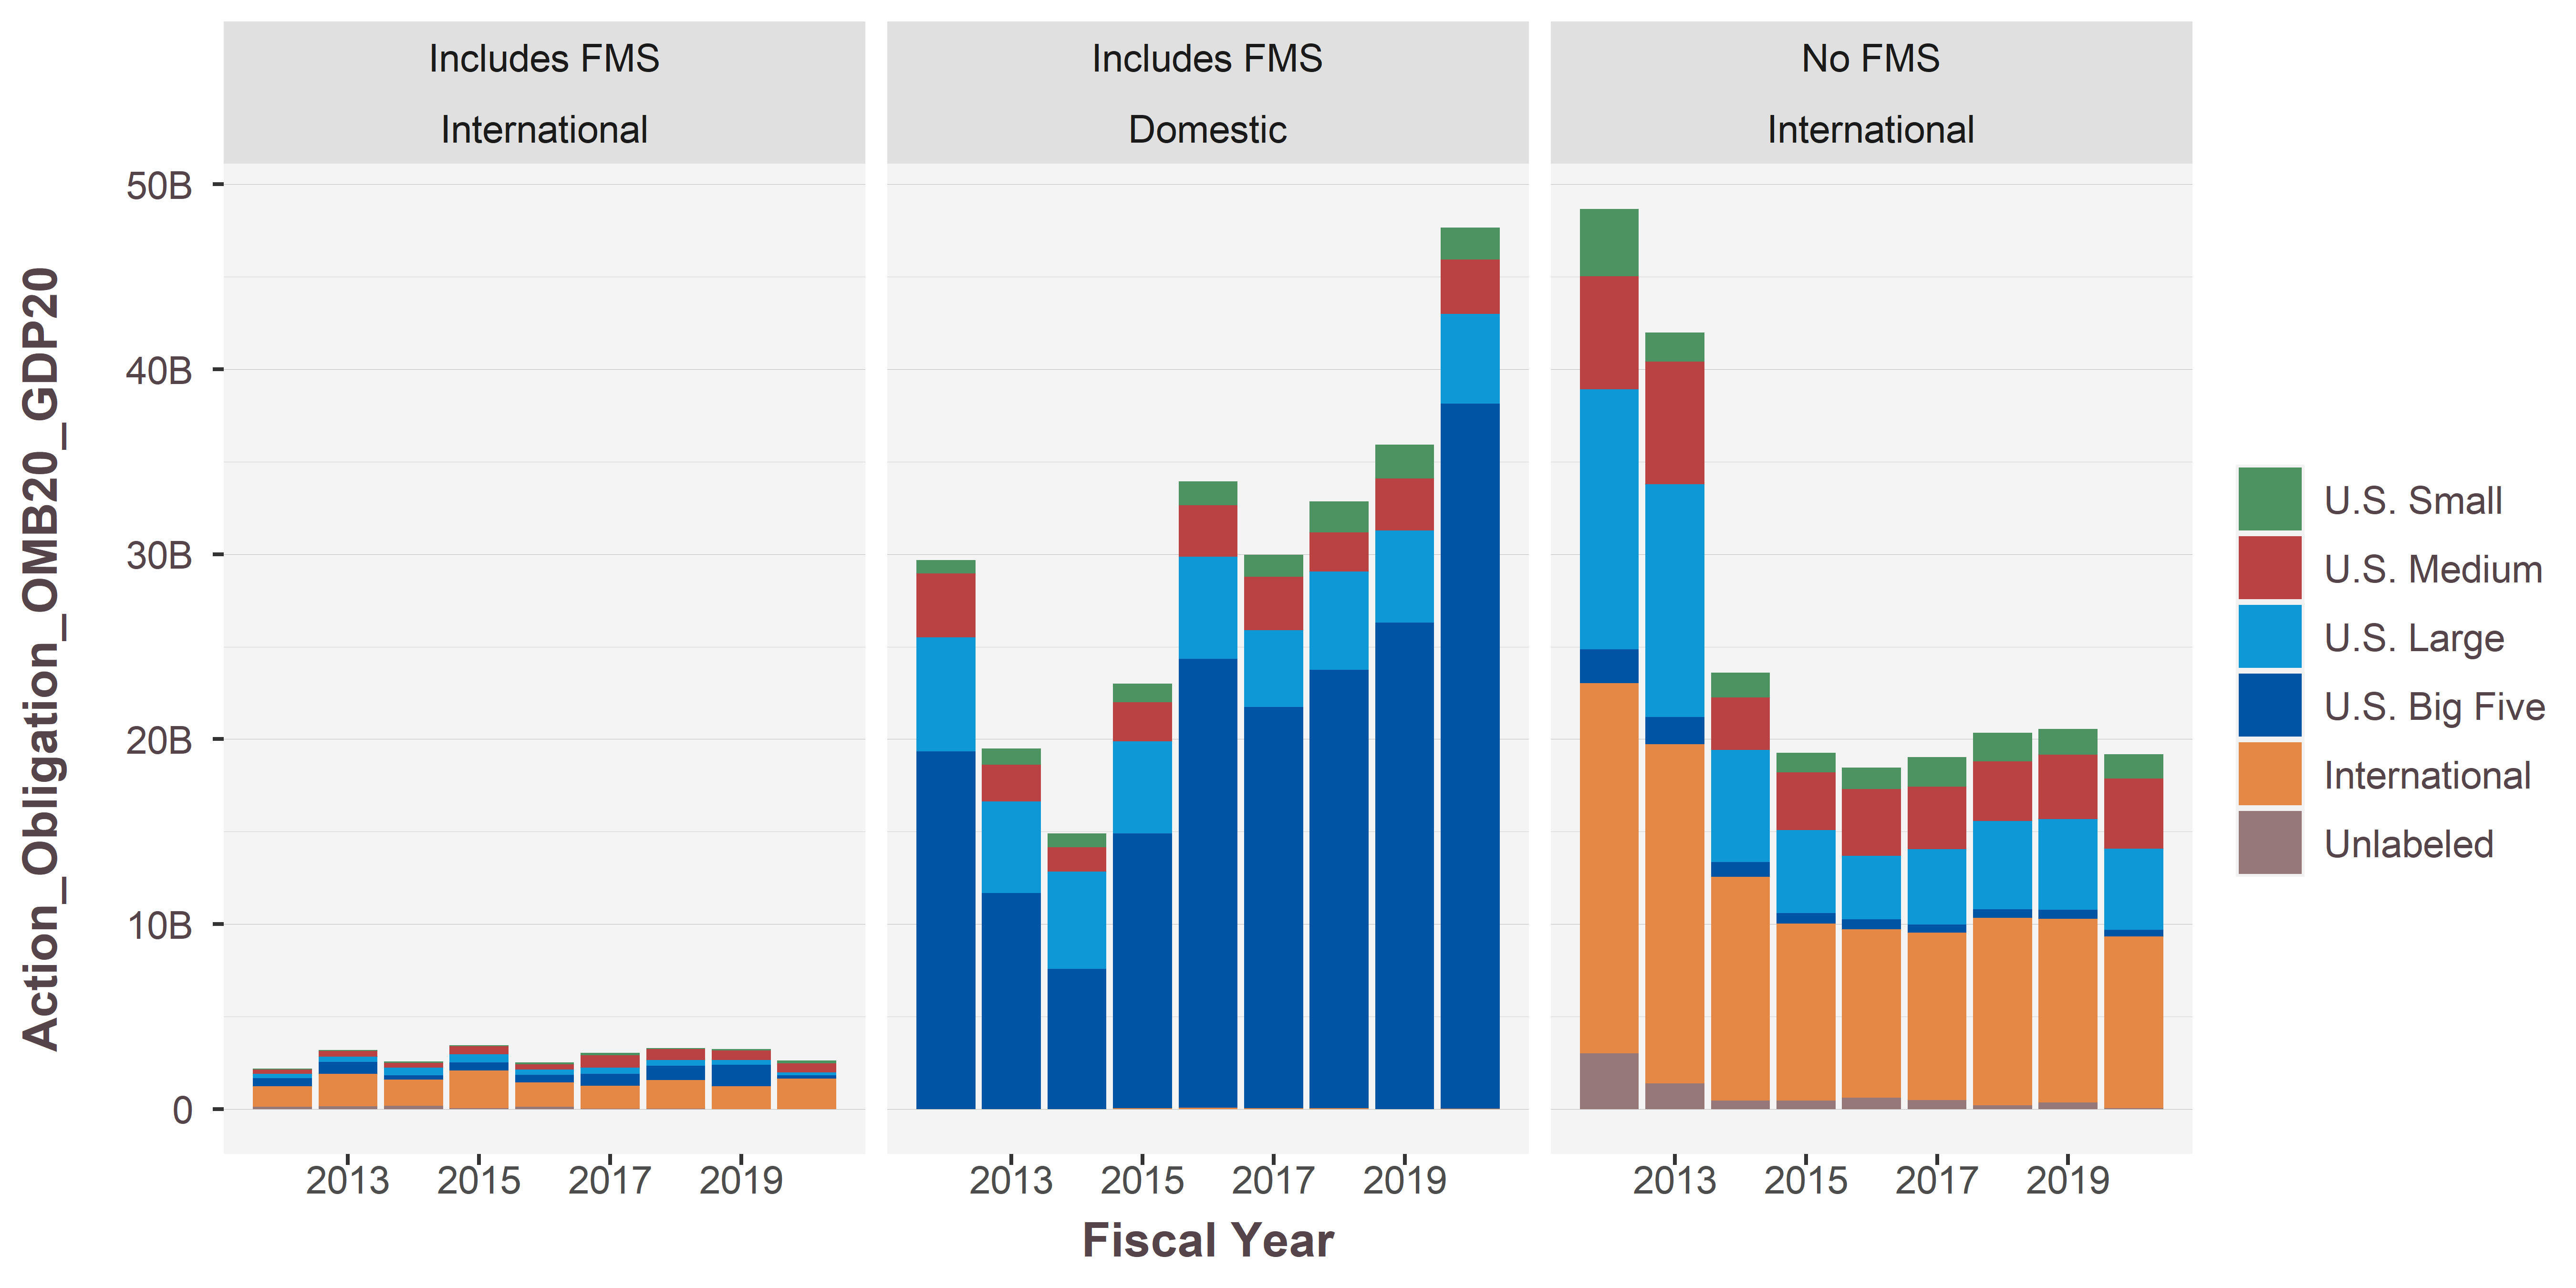 Includes FMS
International
Includes FMS
Domestic
No FMS
International
Action_Obligation_OMB20_GDP20
50B
40B
30B
20B
10B
0
2013 2015 2017 2019
2013 2015 2017 2019
2013 2015 2017 2019
Fiscal Year
U.S. Small
U.S. Medium
U.S. Large
U.S. Big Five
International
Unlabeled